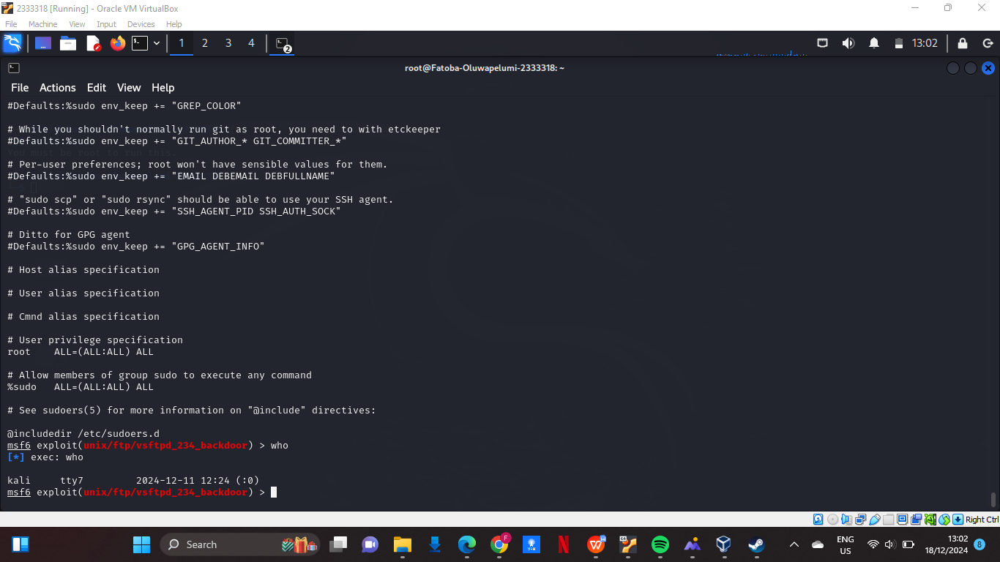 2333318 [Running] - Oracle VM VirtualBox
File Machine View Input Devices Help
1 2 3 4 2 13:02
root@Fatoba-Oluwapelumi-2333318: ~
File Actions Edit View Help
#Defaults:%sudo env_keep += "GREP_COLOR"
# While you shouldn't normally run git as root, you need to with etckeeper
#Defaults:%sudo env_keep += "GIT_AUTHOR_* GIT_COMMITTER_*"
You must be root to run this.
# Per-user preferences; root won't have sensible values for them.
#Defaults:%sudo env_keep += "EMAIL DEBEMAIL DEBFULLNAME"
# "sudo scp" or "sudo rsync" should be able to use your SSH agent.
#Defaults:%sudo env_keep += "SSH_AGENT_PID SSH_AUTH_SOCK"
# Ditto for GPG agent
#Defaults:%sudo env_keep += "GPG_AGENT_INFO"
# Host alias specification
# User alias specification
# Cmnd alias specification
# User privilege specification
root ALL=(ALL:ALL) ALL
# Allow members of group sudo to execute any command
%sudo ALL=(ALL:ALL) ALL
# See sudoers(5) for more information on "@include" directives:
@includedir /etc/sudoers.d
msf6 exploit(unix/ftp/vsftpd_234_backdoor) > who
[*] exec: who
kali tty7 2024-12-11 12:24 (:0)
msf6 exploit(unix/ftp/vsftpd_234_backdoor) >
Right Ctrl
Search
F
ENG
US
13:02
18/12/2024
8